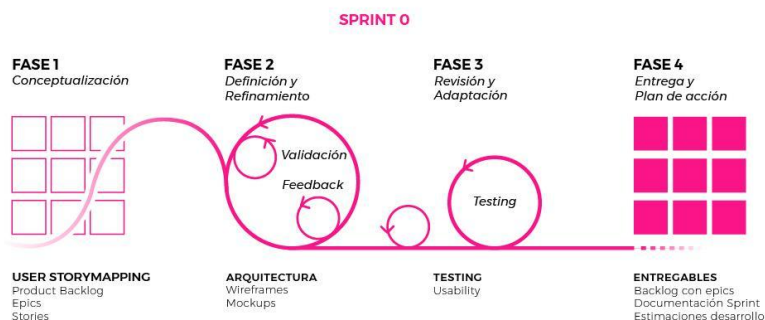 SPRINT 0
FASE 1
Conceptualización
FASE 2
Definición y
Refinamiento
FASE 3
Revisión y
Adaptación
FASE 4
Entrega y
Plan de acción
Validación
Feedback
Testing
USER STORYMAPPING
Product Backlog
Epics
Stories
ARQUITECTURA
Wireframes
Mockups
TESTING
Usability
ENTREGABLES
Backlog con epics
Documentación Sprint
Estimaciones desarrollo